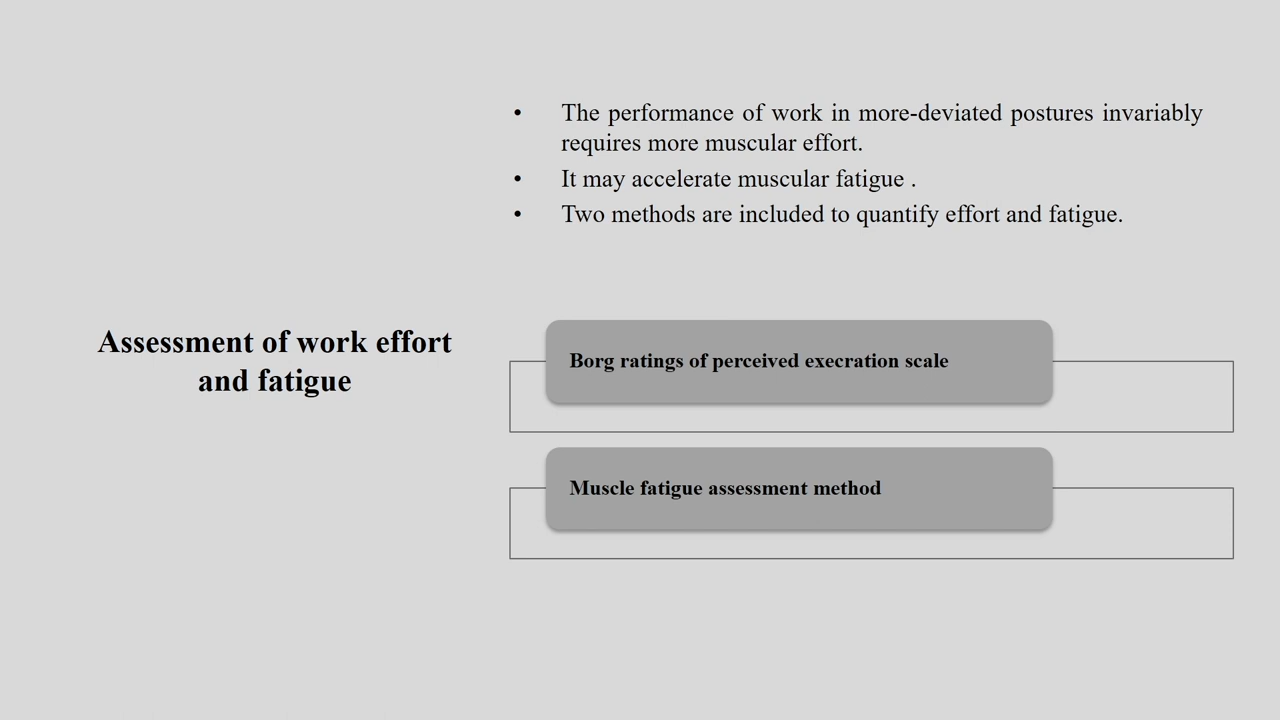 • The performance of work in more-deviated postures invariably
requires more muscular effort.
• It may accelerate muscular fatigue .
• Two methods are included to quantify effort and fatigue.
Assessment of work effort
and fatigue
Borg ratings of perceived execration scale
Muscle fatigue assessment method